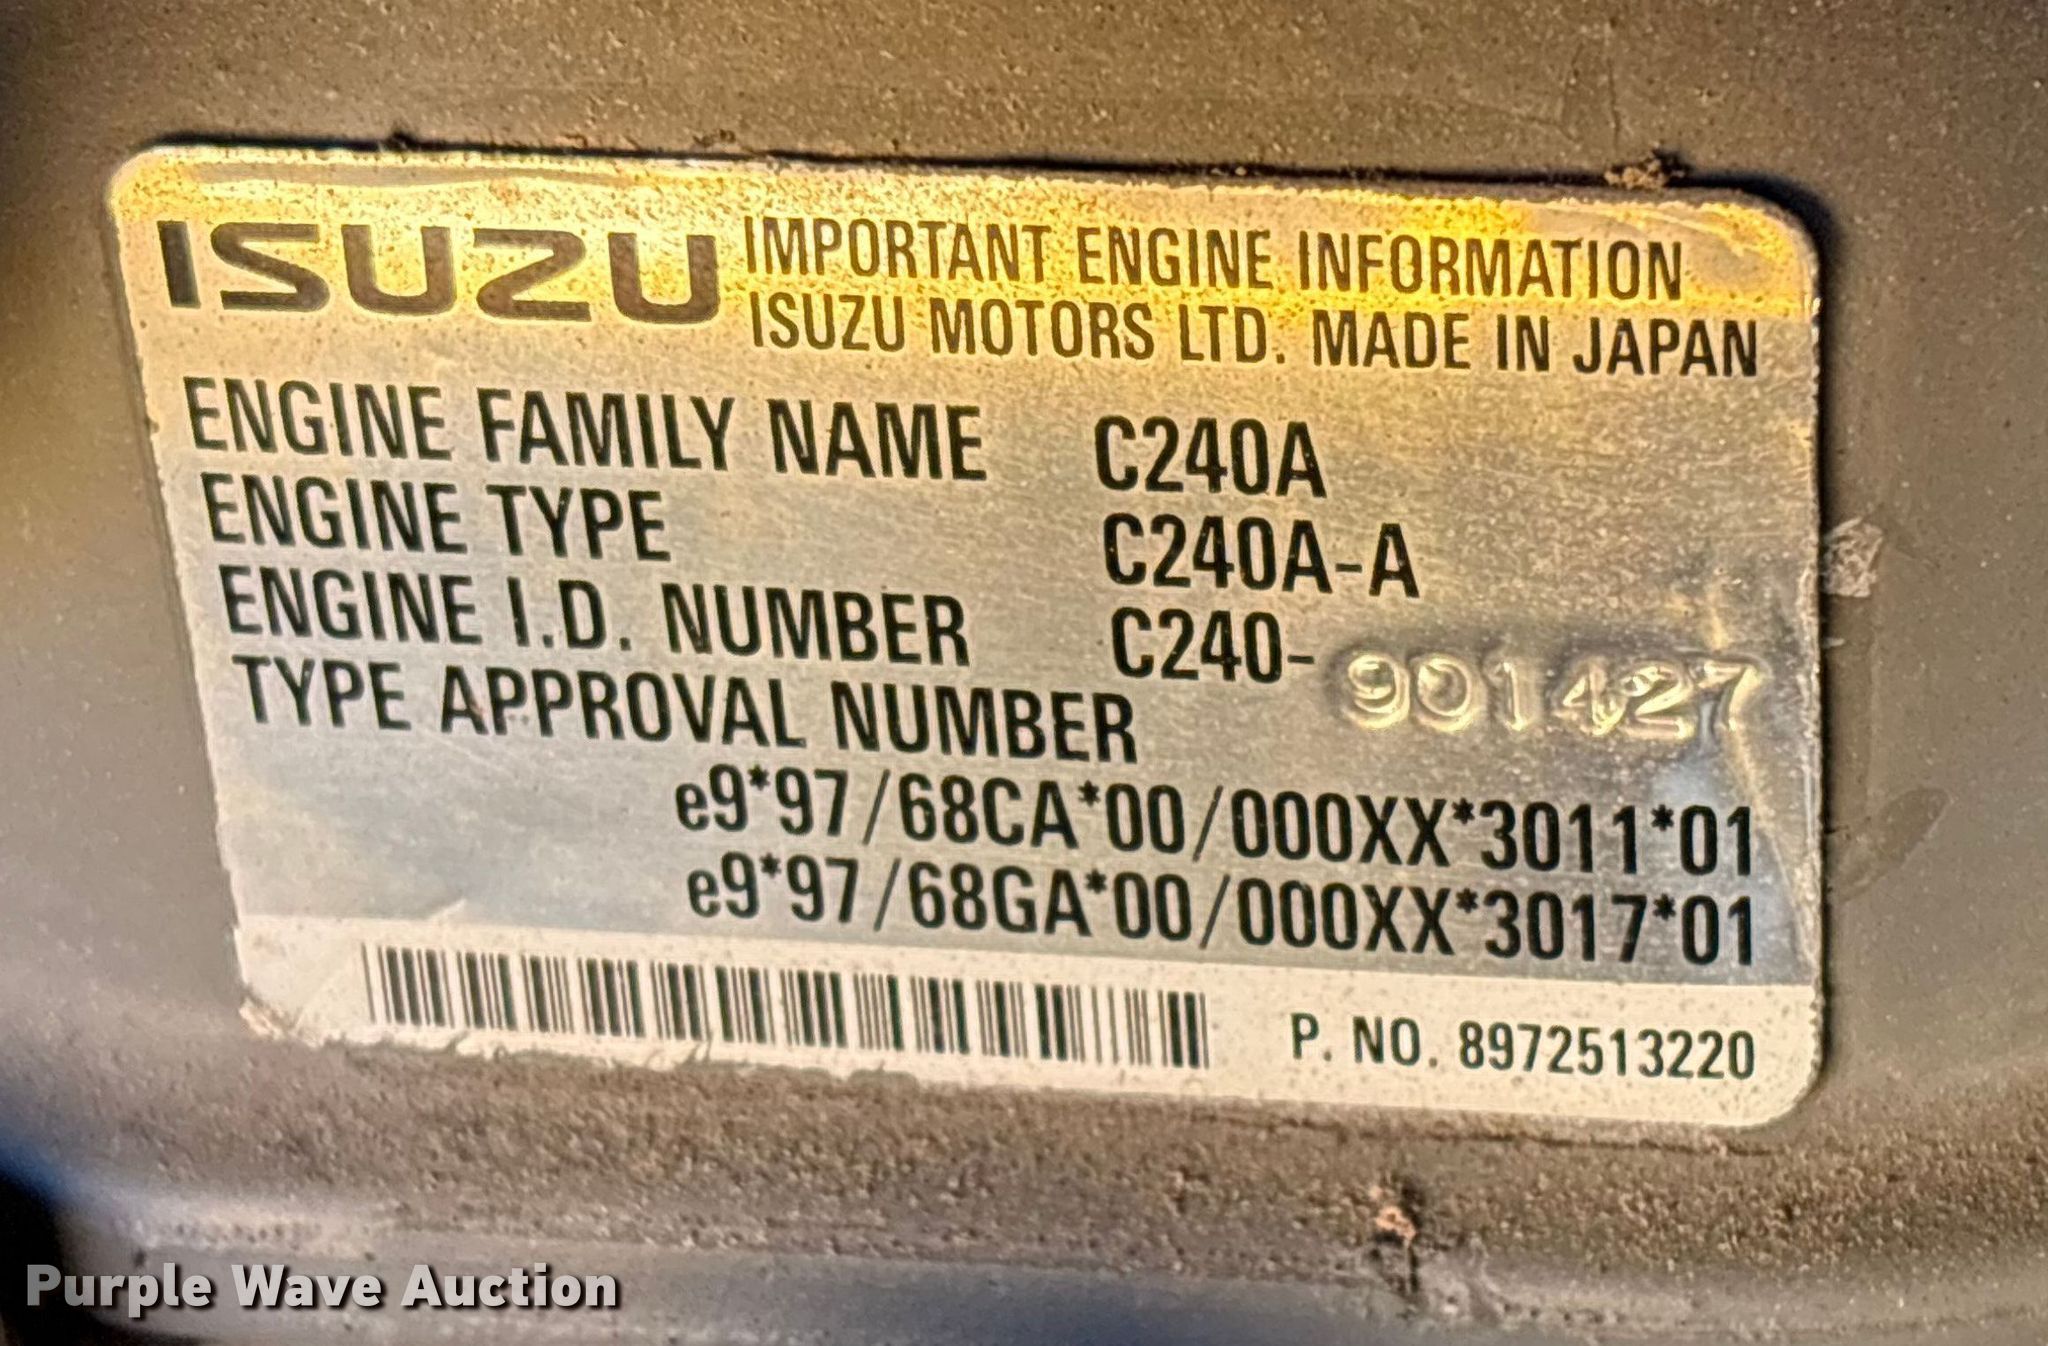 ISUZU IMPORTANT ENGINE INFORMATION
ISUZU MOTORS LTD. MADE IN JAPAN
ENGINE FAMILY NAME C240A
ENGINE TYPE C240A-A
ENGINE I.D. NUMBER C240-901427
TYPE APPROVAL NUMBER
e9*97/68CA*00/000XX*3011*01
e9*97/68GA*00/000XX*3017*01
P. NO. 8972513220
Purple Wave Auction